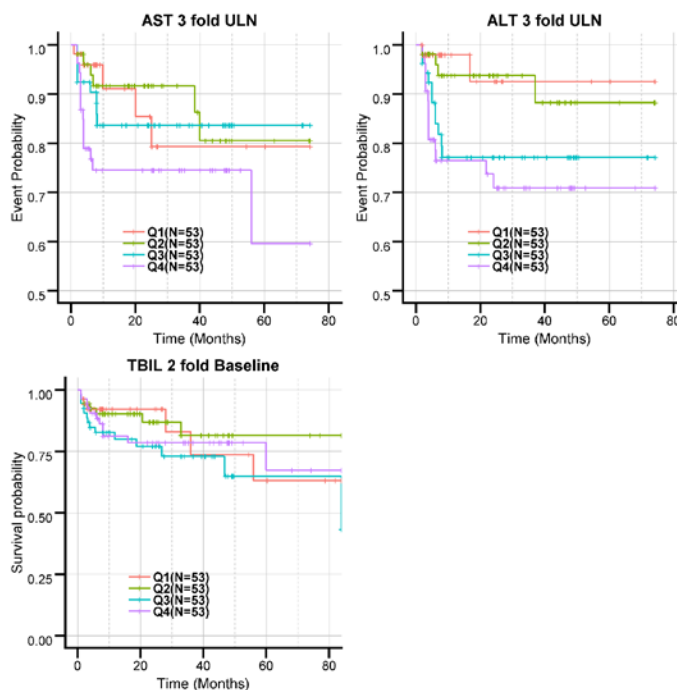 AST 3 fold ULN
Event Probability
1.0
0.9
0.8
0.7
0.6
0.5
Q1(N=53)
Q2(N=53)
Q3(N=53)
Q4(N=53)
0 20 40 60 80
Time (Months)
ALT 3 fold ULN
Event Probability
1.0
0.9
0.8
0.7
0.6
0.5
Q1(N=53)
Q2(N=53)
Q3(N=53)
Q4(N=53)
0 20 40 60 80
Time (Months)
TBIL 2 fold Baseline
Survival probability
1.00
0.75
0.50
0.25
0.00
Q1(N=53)
Q2(N=53)
Q3(N=53)
Q4(N=53)
0 20 40 60 80
Time (Months)